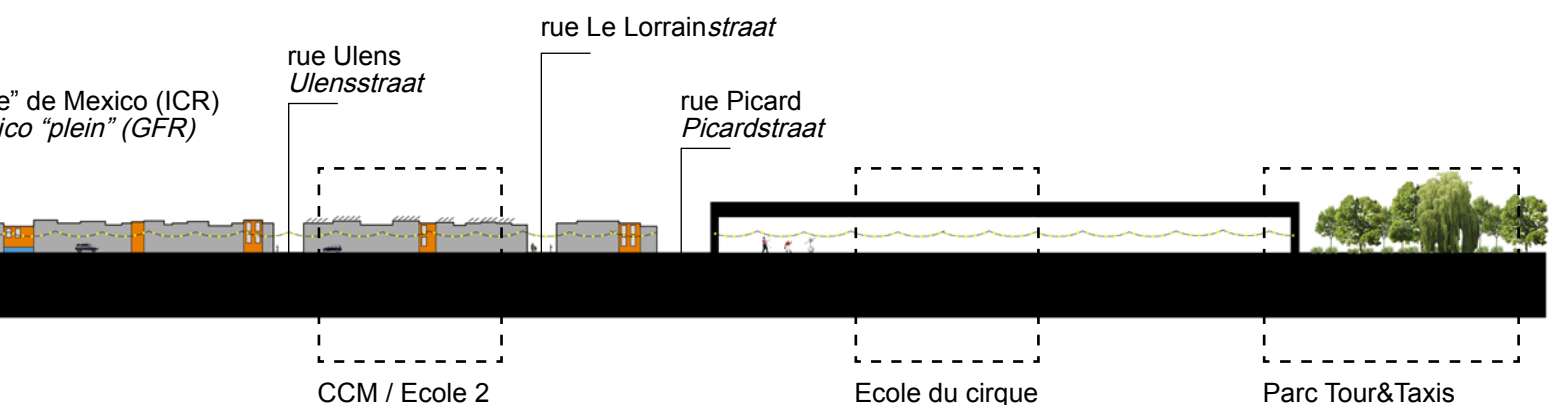 rue Le Lorrainstraat
rue Ulens
Ulensstraat
e” de Mexico (ICR)
ico “plein” (GFR)
rue Picard
Picardstraat
CCM / Ecole 2
Ecole du cirque
Parc Tour&Taxis